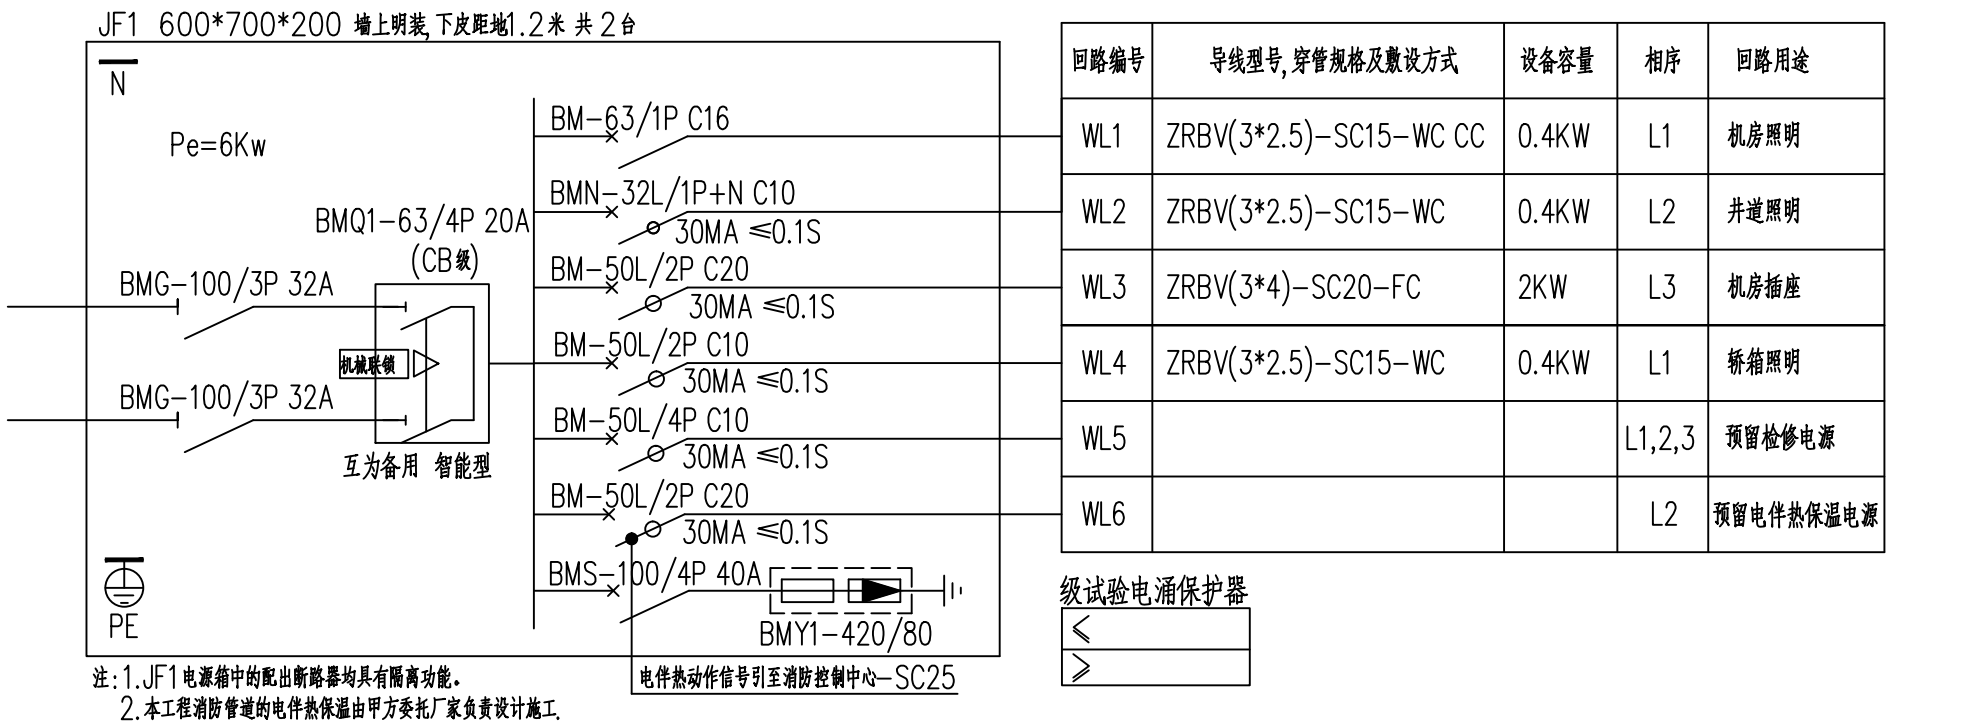 JF1 600*700*200 墙上明装,下皮距地1.2米 共2台
N
Pe=6Kw
BMG-100/3P 32A
BMG-100/3P 32A
BMQ1-63/4P 20A
(CB级)
机械联锁
互为备用 智能型
PE
BM-63/1P C16
BMN-32L/1P+N C10
30MA ≤0.1S
BM-50L/2P C20
30MA ≤0.1S
BM-50L/2P C10
30MA ≤0.1S
BM-50L/4P C10
30MA ≤0.1S
BM-50L/2P C20
30MA ≤0.1S
BMS-100/4P 40A
BMY1-420/80
电伴热动作信号引至消防控制中心-SC25
回路编号 导线型号,穿管规格及敷设方式 设备容量 相序 回路用途
WL1 ZRBV(3*2.5)-SC15-WC CC 0.4KW L1 机房照明
WL2 ZRBV(3*2.5)-SC15-WC 0.4KW L2 井道照明
WL3 ZRBV(3*4)-SC20-FC 2KW L3 机房插座
WL4 ZRBV(3*2.5)-SC15-WC 0.4KW L1 轿箱照明
WL5 L1,2,3 预留检修电源
WL6 L2 预留电伴热保温电源
级试验电涌保护器
≤
≥
注:1.JF1电源箱中的配出断路器均具有隔离功能。
2.本工程消防管道的电伴热保温由甲方委托厂家负责设计施工.